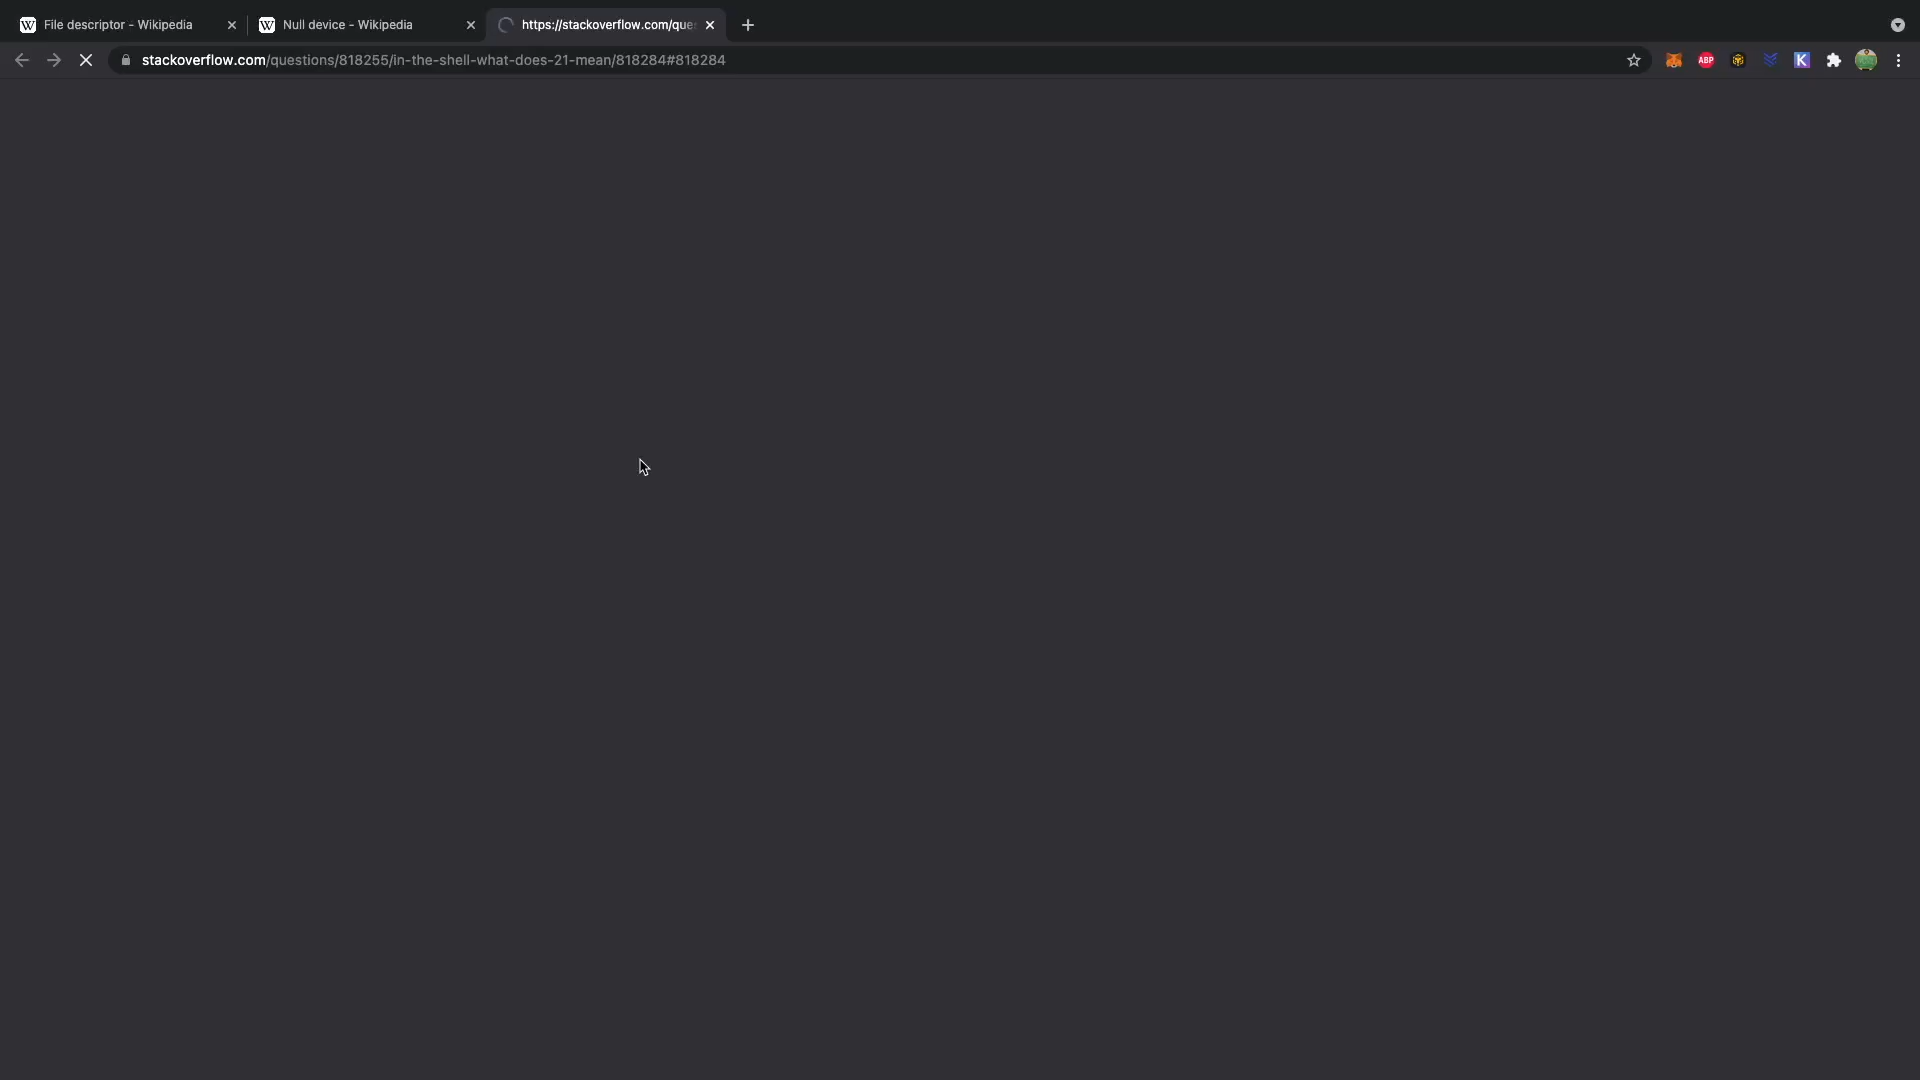 File descriptor - Wikipedia
Null device - Wikipedia
https://stackoverflow.com/que
stackoverflow.com/questions/818255/in-the-shell-what-does-21-mean/818284#818284
ABP
K